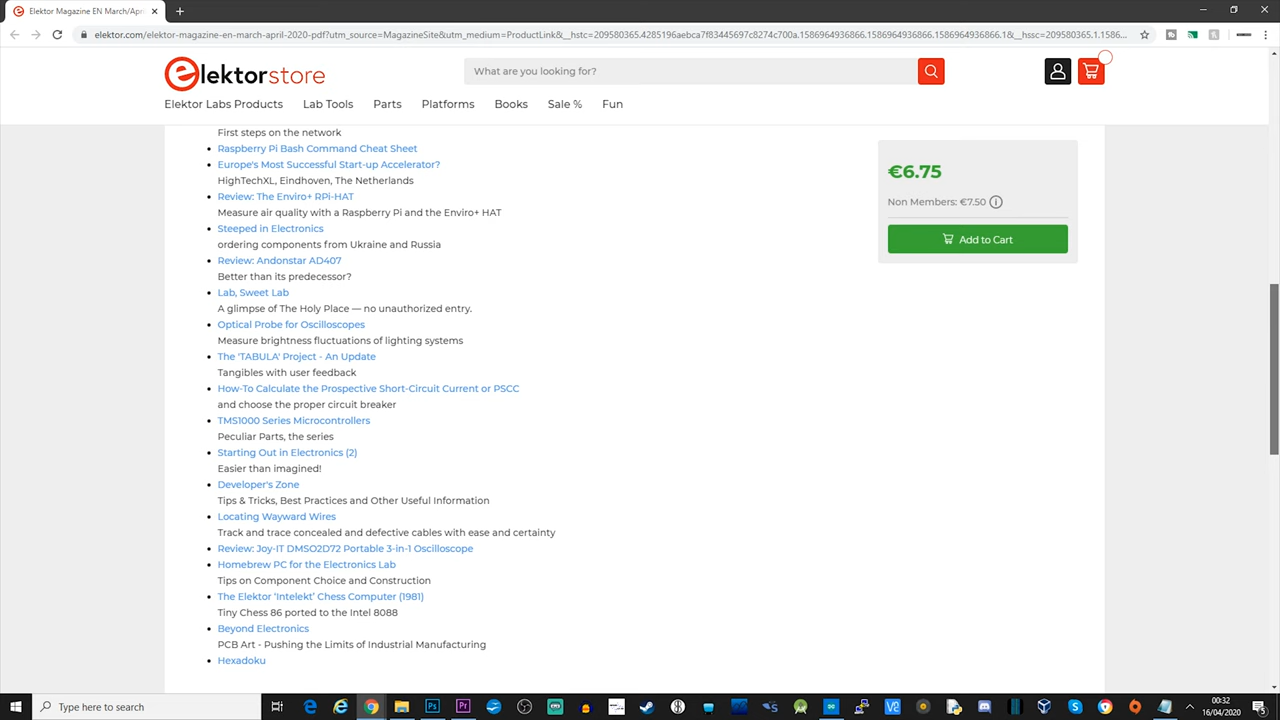 Elektor Magazine EN March/Apri
elektor.com/elektor-magazine-en-march-april-2020-pdf?utm_source=MagazineSite&utm_medium=ProductLink&__hstc=209580365.4285196aebca7f83445697c8274c700a.1586964936866.1586964936866.1586964936866.1&__hssc=209580365.1.1586...
elektorstore
What are you looking for?
Elektor Labs Products Lab Tools Parts Platforms Books Sale % Fun
First steps on the network
Raspberry Pi Bash Command Cheat Sheet
Europe's Most Successful Start-up Accelerator?
HighTechXL, Eindhoven, The Netherlands
Review: The Enviro+ RPi-HAT
Measure air quality with a Raspberry Pi and the Enviro+ HAT
Steeped in Electronics
ordering components from Ukraine and Russia
Review: Andonstar AD407
Better than its predecessor?
Lab, Sweet Lab
A glimpse of The Holy Place — no unauthorized entry.
Optical Probe for Oscilloscopes
Measure brightness fluctuations of lighting systems
The 'TABULA' Project - An Update
Tangibles with user feedback
How-To Calculate the Prospective Short-Circuit Current or PSCC
and choose the proper circuit breaker
TMS1000 Series Microcontrollers
Peculiar Parts, the series
Starting Out in Electronics (2)
Easier than imagined!
Developer's Zone
Tips & Tricks, Best Practices and Other Useful Information
Locating Wayward Wires
Track and trace concealed and defective cables with ease and certainty
Review: Joy-IT DMSO2D72 Portable 3-in-1 Oscilloscope
Homebrew PC for the Electronics Lab
Tips on Component Choice and Construction
The Elektor ‘Intelekt’ Chess Computer (1981)
Tiny Chess 86 ported to the Intel 8088
Beyond Electronics
PCB Art - Pushing the Limits of Industrial Manufacturing
Hexadoku
€6.75
Non Members: €7.50
Add to Cart
Type here to search
00:32
16/04/2020